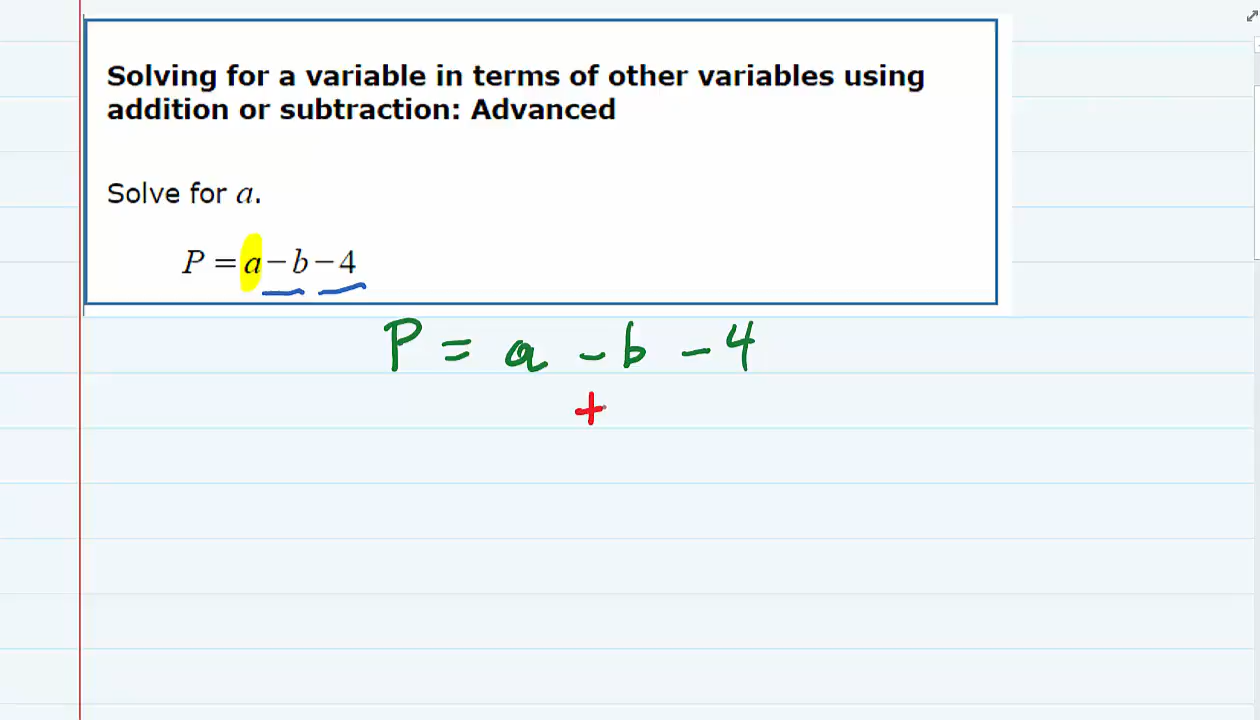 Solving for a variable in terms of other variables using
addition or subtraction: Advanced
Solve for a.
P = a − b − 4
P = a − b − 4
+